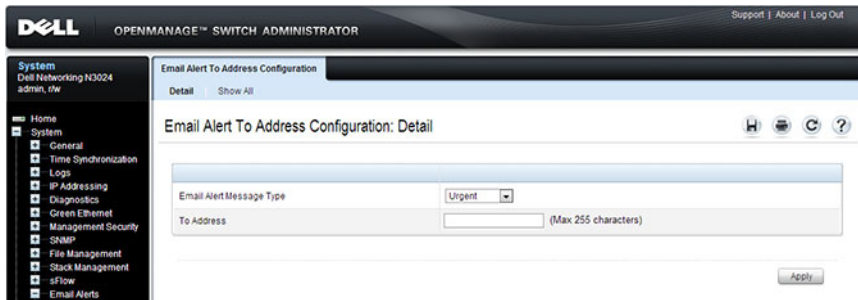 Support | About | Log Out
DELL
OPENMANAGE™ SWITCH ADMINISTRATOR
System
Dell Networking N3024
admin, r/w
Home
System
General
Time Synchronization
Logs
IP Addressing
Diagnostics
Green Ethernet
Management Security
SNMP
File Management
Stack Management
sFlow
Email Alerts
Email Alert To Address Configuration
Detail Show All
Email Alert To Address Configuration: Detail
Email Alert Message Type Urgent
To Address (Max 255 characters)
Apply